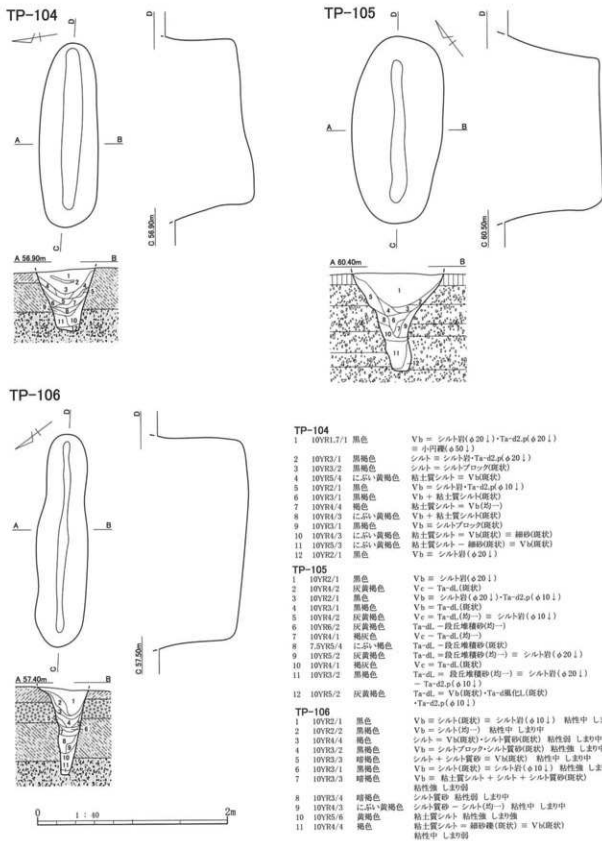 TP-104
D
A
B
C
C 56.90m
D
A 56.90m
B
TP-105
D
A
B
C
C 60.50m
D
A 60.40m
B
TP-106
D
A
B
C
C 57.50m
D
A 57.40m
B
0 1:40 2m
TP-104
1 10YR1.7/1 黒色 Vb ＝ シルト岩(φ20↓)・Ta-d2.p(φ20↓)
≡ 小円礫(φ50↓)
2 10YR3/1 黒褐色 シルト ≡ シルト岩・Ta-d2.p(φ20↓)
3 10YR3/2 黒褐色 シルト ＝ シルトブロック(斑状)
4 10YR5/4 にぶい黄褐色 粘土質シルト ＝ Vb(斑状)
5 10YR2/1 黒色 Vb ＝ シルト岩・Ta-d2.p(φ10↓)
6 10YR3/1 黒褐色 Vb + 粘土質シルト(斑状)
7 10YR4/4 褐色 粘土質シルト ＝ Vb(均一)
8 10YR4/3 にぶい黄褐色 Vb + 粘土質シルト(斑状)
9 10YR3/1 黒褐色 Vb ≡ シルトブロック(斑状)
10 10YR4/3 にぶい黄褐色 粘土質シルト ＝ Vb(斑状) ≡ 細砂(斑状)
11 10YR5/3 にぶい黄褐色 粘土質シルト − 細砂(斑状) ≡ Vb(斑状)
12 10YR2/1 黒色 Vb ≡ シルト岩(φ20↓)
TP-105
1 10YR2/1 黒色 Vb ≡ シルト岩(φ20↓)
2 10YR4/2 灰黄褐色 Vc − Ta-dL(斑状)
3 10YR2/1 黒色 Vb ≡ シルト岩(φ20↓)・Ta-d2.p(φ10↓)
4 10YR3/1 黒褐色 Vb ＝ Ta-dL(斑状)
5 10YR4/2 灰黄褐色 Vc ＝ Ta-dL(均一) ≡ シルト岩(φ10↓)
6 10YR6/2 灰黄褐色 Ta-dL − 段丘堆積砂(均一)
7 10YR4/1 褐灰色 Vc − Ta-dL(均一)
8 7.5YR5/4 にぶい褐色 Ta-dL − 段丘堆積砂(斑状)
9 10YR5/2 灰黄褐色 Ta-dL ＝ 段丘堆積砂(均一) ≡ シルト岩(φ20↓)
10 10YR4/1 褐灰色 Vc ＝ Ta-dL(斑状)
11 10YR3/2 黒褐色 Ta-dL ＝ 段丘堆積砂(均一) ≡ シルト岩(φ20↓)
− Ta-d2.p(φ10↓)
12 10YR5/2 灰黄褐色 Ta-dL ＝ Vb(斑状)・Ta-d風化L(斑状)
・Ta-d2.p(φ10↓)
TP-106
1 10YR2/1 黒色 Vb ≡ シルト(斑状) ≡ シルト岩(φ10↓) 粘性中 しま
2 10YR2/2 黒褐色 Vb ＝ シルト(均一) 粘性中 しまり中
3 10YR4/4 褐色 シルト ＝ Vb(斑状)・シルト質砂(斑状) 粘性弱 しまり中
4 10YR3/2 黒褐色 Vb ＝ シルトブロック・シルト質砂(斑状) 粘性強 しまり中
5 10YR3/3 暗褐色 シルト + シルト質砂 ≡ Vb(斑状) 粘性中 しまり中
6 10YR3/1 黒褐色 Vb ＝ シルト(斑状) ≡ シルト岩(φ10↓) 粘性強 しま
7 10YR3/3 暗褐色 Vb ≡ 粘土質シルト + シルト + シルト質砂(斑状)
粘性強 しまり弱
8 10YR3/4 暗褐色 シルト質砂 粘性弱 しまり中
9 10YR4/3 にぶい黄褐色 シルト質砂 − シルト(均一) 粘性中 しまり中
10 10YR5/6 黄褐色 粘土質シルト 粘性強 しまり強
11 10YR4/4 褐色 粘土質シルト ＝ 細砂礫(斑状) ≡ Vb(斑状)
粘性中 しまり弱